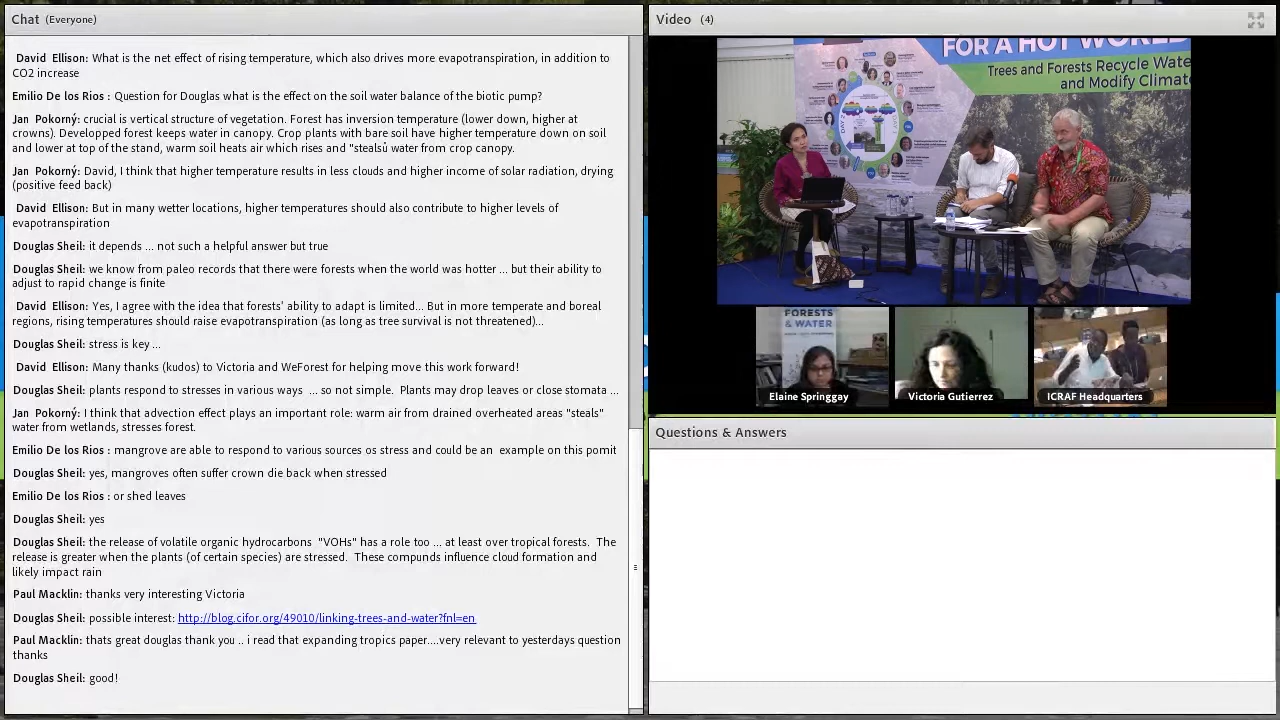 Chat (Everyone)
David Ellison: What is the net effect of rising temperature, which also drives more evapotranspiration, in addition to
CO2 increase
Emilio De los Rios : Question for Douglas what is the effect on the soil water balance of the biotic pump?
Jan Pokorný: crucial is vertical structure of vegetation. Forest has inversion temperature (lower down, higher at
crowns). Developed forest keeps water in canopy. Crop plants with bare soil have higher temperature down on soil
and lower at top of the stand, warm soil heats air which rises and "stealsů water from crop canopy.
Jan Pokorný: David, I think that higher temperature results in less clouds and higher income of solar radiation, drying
(positive feed back)
David Ellison: But in many wetter locations, higher temperatures should also contribute to higher levels of
evapotranspiration
Douglas Sheil: it depends ... not such a helpful answer but true
Douglas Sheil: we know from paleo records that there were forests when the world was hotter ... but their ability to
adjust to rapid change is finite
David Ellison: Yes, I agree with the idea that forests' ability to adapt is limited... But in more temperate and boreal
regions, rising temperatures should raise evapotranspiration (as long as tree survival is not threatened)..
Douglas Sheil: stress is key ...
David Ellison: Many thanks (kudos) to Victoria and WeForest for helping move this work forward!
Douglas Sheil: plants respond to stresses in various ways ... so not simple. Plants may drop leaves or close stomata ...
Jan Pokorný: I think that advection effect plays an important role. Hot air from drained overheated areas "steals"
water from wetlands, stresses forest.
Emilio De los Rios : mangrove are able to respond to various sources os stress and could be an example on this pomit
Douglas Sheil: yes, mangroves often suffer crown die back when stressed
Emilio De los Rios : or shed leaves
Douglas Sheil: yes
Douglas Sheil: the release of volatile organic hydrocarbons "VOHs" has a role too ... at least over tropical forests. The
release is greater when the plants (of certain species) are stressed. These compunds influence cloud formation and
likely impact rain
Paul Macklin: thanks very interesting Victoria
Douglas Sheil: possible interest: http://blog.cifor.org/49010/linking-trees-and-water?fnl=en
Paul Macklin: thats great douglas thank you .. i read that expanding tropics paper....very relevant to yesterdays question
thanks
Douglas Sheil: good!
Video (4)
FOR A HOT WORLD
Trees and Forests Recycle Wate
and Modify Climat
DAY 2
FORESTS
& WATER
Elaine Springgay
Victoria Gutierrez
ICRAF Headquarters
Questions & Answers